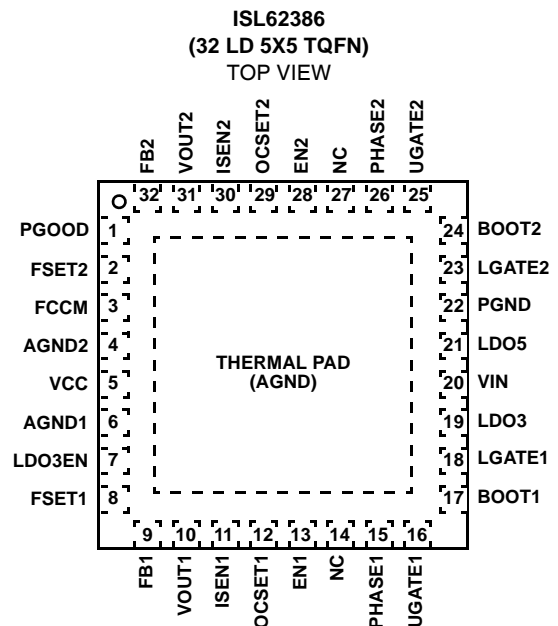 ISL62386
(32 LD 5X5 TQFN)
TOP VIEW
FB2
VOUT2
ISEN2
OCSET2
EN2
NC
PHASE2
UGATE2
32 31 30 29 28 27 26 25
PGOOD 1
FSET2 2
FCCM 3
AGND2 4
VCC 5
AGND1 6
LDO3EN 7
FSET1 8
THERMAL PAD
(AGND)
24 BOOT2
23 LGATE2
22 PGND
21 LDO5
20 VIN
19 LDO3
18 LGATE1
17 BOOT1
9 10 11 12 13 14 15 16
FB1
VOUT1
ISEN1
OCSET1
EN1
NC
PHASE1
UGATE1